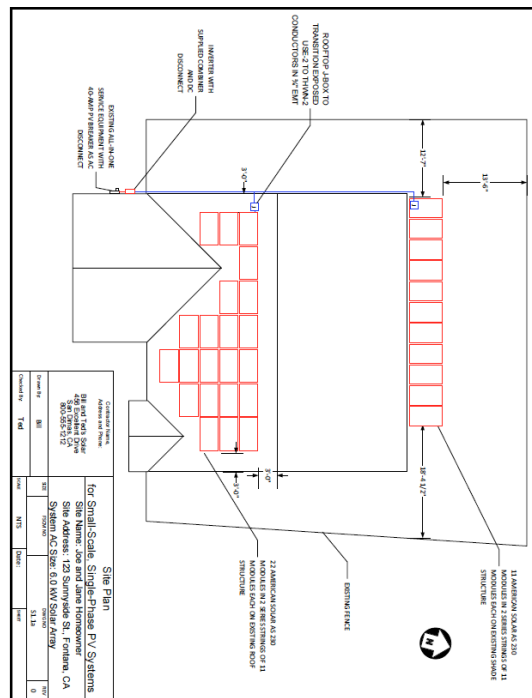 ROOFTOP J-BOX TO
TRANSITION EXPOSED
USE-2 TO THWN-2
CONDUCTORS IN ¾" EMT
INVERTER WITH
SUPPLIED COMBINER
AND DC
DISCONNECT
EXISTING ALL-IN-ONE
SERVICE EQUIPMENT WITH
40-AMP PV BREAKER AS AC
DISCONNECT
12'-7"
13'-6"
3'-0"
J
J
3'-0"
3'-0"
18'-4 1/2"
11 AMERICAN SOLAR AS 230
MODULES IN 2 SERIES STRINGS OF 11
MODULES EACH ON EXISTING SHADE
STRUCTURE
22 AMERICAN SOLAR AS 230
MODULES IN 2 SERIES STRINGS OF 11
MODULES EACH ON EXISTING ROOF
STRUCTURE
EXISTING FENCE
N
Contractor Name,
Address and Phone:
Bill and Ted's Solar
456 Excellent Drive
San Dimas, CA
800-555-1212
Site Plan
for Small-Scale, Single-Phase PV Systems
Site Name: Joe and Jane Homeowner
Site Address: 123 Sunnyside St., Fontana, CA
System AC Size: 6.0 kW Solar Array
Drawn By: Bill
Checked By: Ted
SIZE
FSCM NO
DWG NO
S1.1a
REV
0
SCALE
NTS
Date:
SHEET